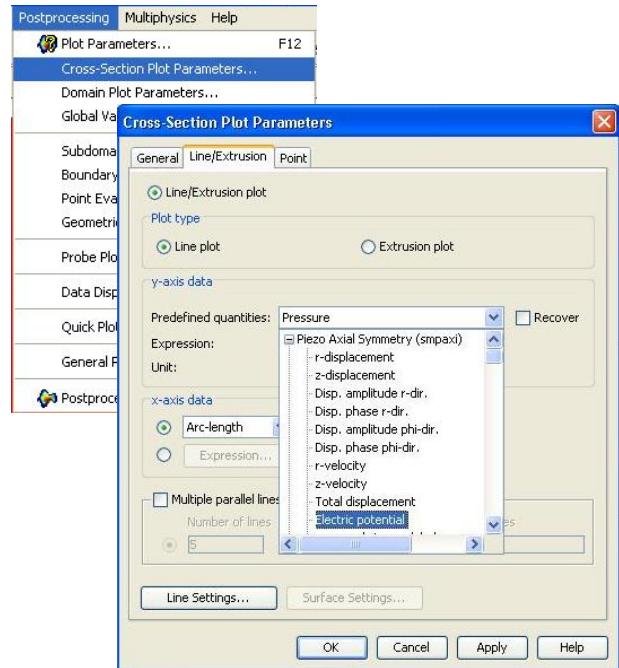 Postprocessing Multiphysics Help
Plot Parameters... F12
Cross-Section Plot Parameters...
Domain Plot Parameters...
Global Va
Subdoma
Boundary
Point Eva
Geometri
Probe Plo
Data Disp
Quick Plo
General P
Postproce
Cross-Section Plot Parameters
General Line/Extrusion Point
Line/Extrusion plot
Plot type
Line plot Extrusion plot
y-axis data
Predefined quantities: Pressure Recover
Expression:
Unit:
Piezo Axial Symmetry (smpaxi)
r-displacement
z-displacement
Disp. amplitude r-dir.
Disp. phase r-dir.
Disp. amplitude phi-dir.
Disp. phase phi-dir.
r-velocity
z-velocity
Total displacement
Electric potential
x-axis data
Arc-length
Expression...
Multiple parallel lines
Number of lines
5
Line Settings... Surface Settings...
OK Cancel Apply Help